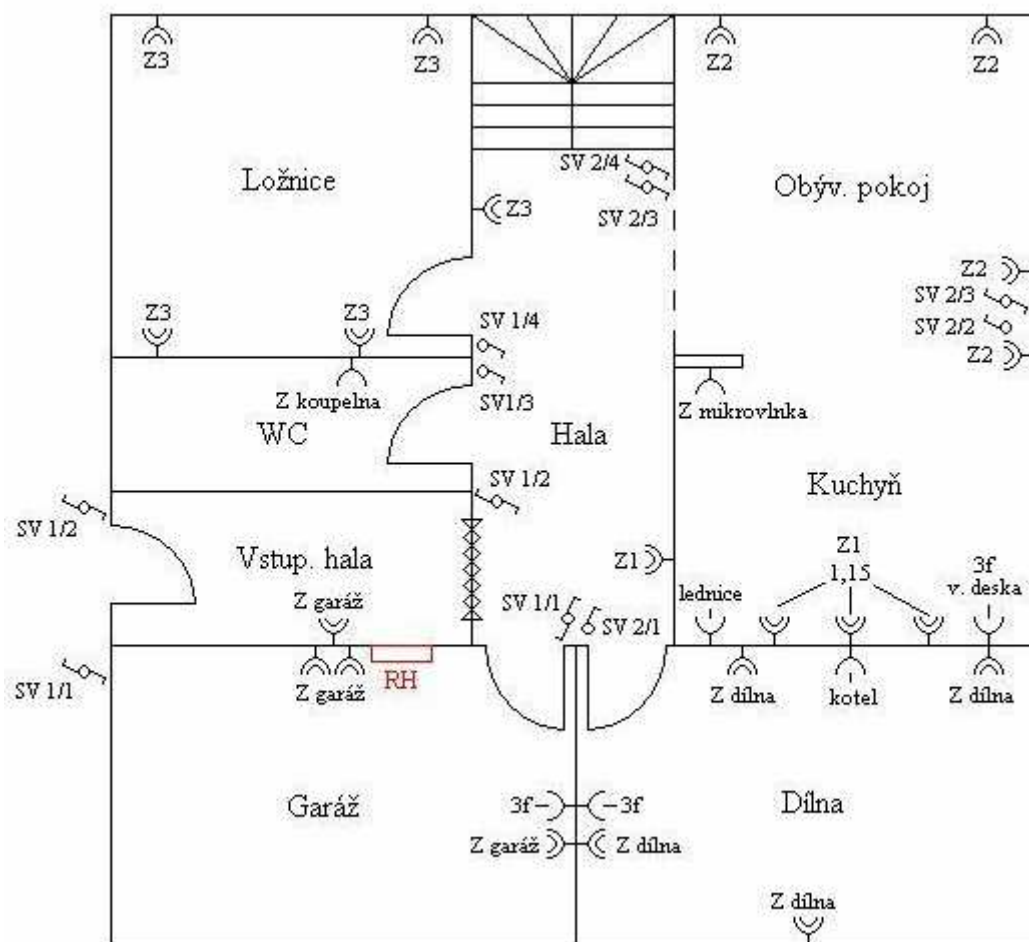 Z3
Z3
Z2
Z2
SV 2/4
Ložnice
Obýv. pokoj
Z3
SV 2/3
Z2
SV 2/3
Z3
Z3
SV 1/4
SV 2/2
Z2
Z koupelna
SV1/3
Z mikrovlnka
WC
Hala
SV 1/2
Kuchyň
SV 1/2
Vstup. hala
Z1
Z1
1,15
3f
v. deska
Z garáž
SV 1/1
lednice
SV 2/1
SV 1/1
RH
Z garáž
Z dílna
kotel
Z dílna
Garáž
3f
3f
Dílna
Z garáž
Z dílna
Z dílna